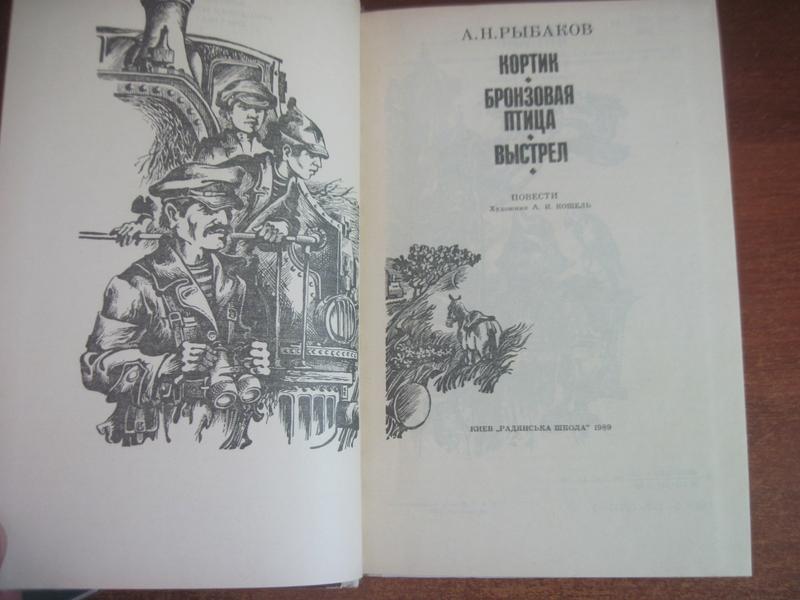 А.Н.РЫБАКОВ
КОРТИК
БРОНЗОВАЯ
ПТИЦА
ВЫСТРЕЛ
ПОВЕСТИ
Художник А. И. КОШЕЛЬ
КИЕВ „РАДЯНСЬКА ШКОЛА" 1989